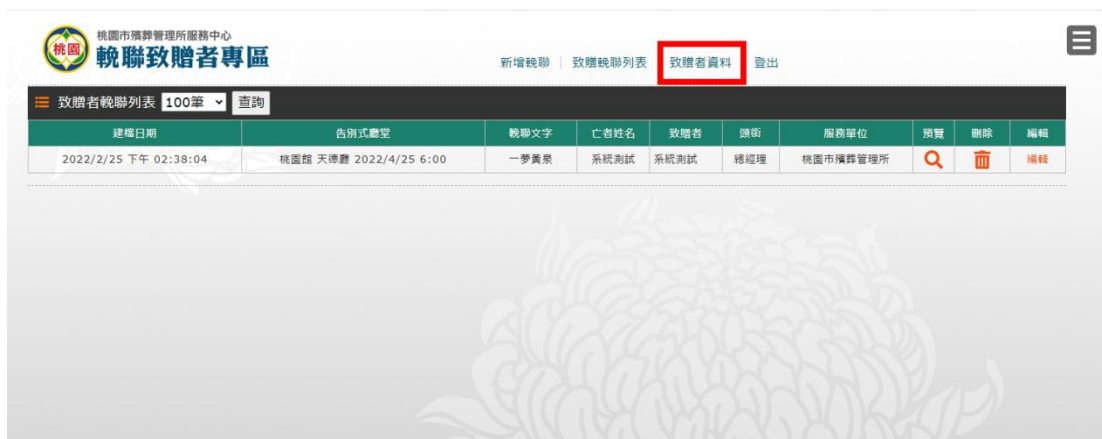 桃園市殯葬管理所服務中心
桃園
輓聯致贈者專區
新增輓聯 | 致贈輓聯列表 致贈者資料 登出
致贈者輓聯列表 100筆 查詢
建檔日期 告別式廳堂 輓聯文字 亡者姓名 致贈者 頭銜 服務單位 預覽 刪除 編輯
2022/2/25 下午 02:38:04 桃園館 天德廳 2022/4/25 6:00 一夢黃泉 系統測試 系統測試 總經理 桃園市殯葬管理所 編輯